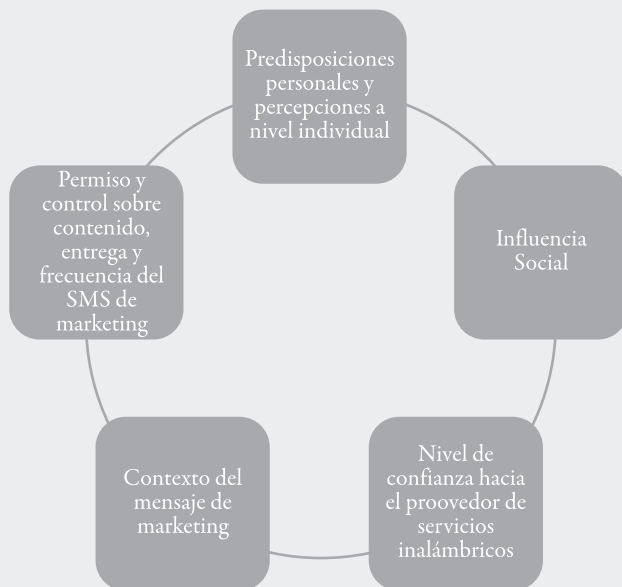 Predisposiciones
personales y
percepciones a
nivel individual
Permiso y
control sobre
contenido,
entrega y
frecuencia del
SMS de
marketing
Influencia
Social
Contexto del
mensaje de
marketing
Nivel de
confianza hacia
el proovedor de
servicios
inalámbricos